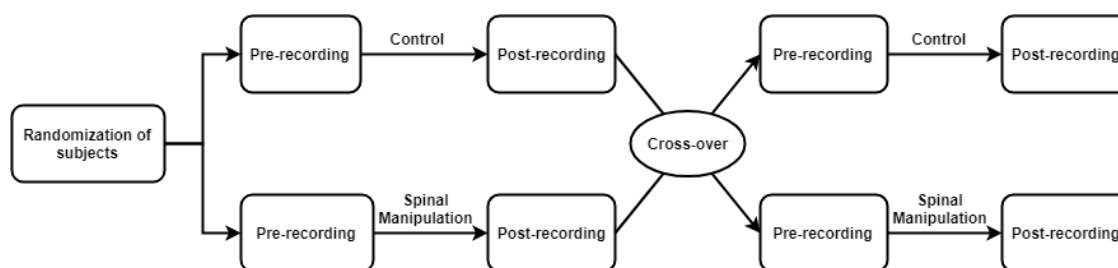 Control
Control
Pre-recording
Post-recording
Pre-recording
Post-recording
Randomization of
subjects
Cross-over
Spinal
Manipulation
Spinal
Manipulation
Pre-recording
Post-recording
Pre-recording
Post-recording